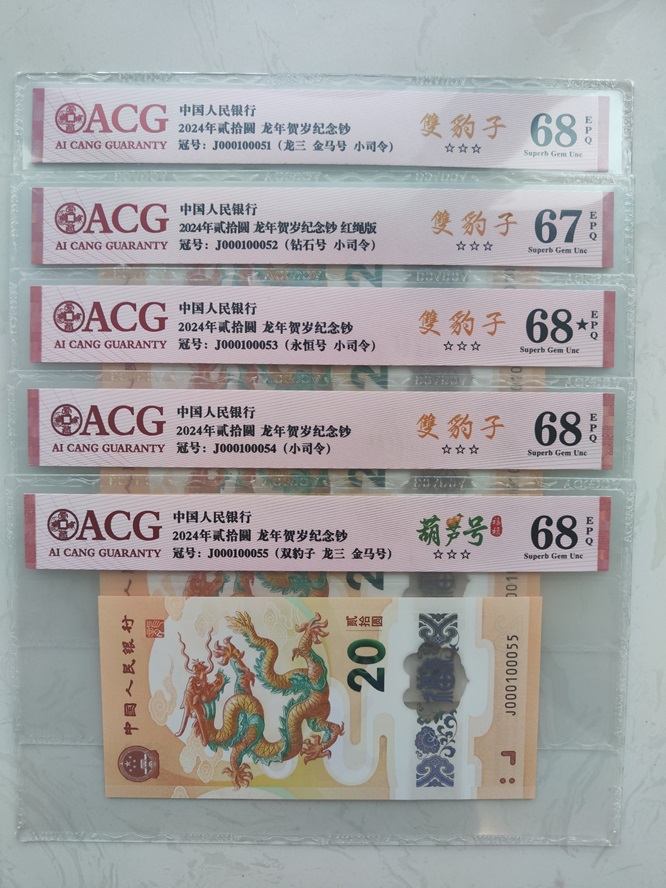 ACG
AI CANG GUARANTY
中国人民银行
2024年贰拾圆 龙年贺岁纪念钞
冠号：J000100051（龙三 金马号 小司令）
雙豹子
☆☆☆
68
EPQ
Superb Gem Unc
ACG
AI CANG GUARANTY
中国人民银行
2024年贰拾圆 龙年贺岁纪念钞 红绳版
冠号：J000100052（钻石号 小司令）
雙豹子
☆☆☆
67
EPQ
Superb Gem Unc
ACG
AI CANG GUARANTY
中国人民银行
2024年贰拾圆 龙年贺岁纪念钞
冠号：J000100053（永恒号 小司令）
雙豹子
☆☆☆
68★
EPQ
Superb Gem Unc
ACG
AI CANG GUARANTY
中国人民银行
2024年贰拾圆 龙年贺岁纪念钞
冠号：J000100054（小司令）
雙豹子
☆☆☆
68
EPQ
Superb Gem Unc
ACG
AI CANG GUARANTY
中国人民银行
2024年贰拾圆 龙年贺岁纪念钞
冠号：J000100055（双豹子 龙三 金马号）
葫芦号
☆☆☆
68
EPQ
Superb Gem Unc
中国人民银行
贰拾圆
20
J000100055